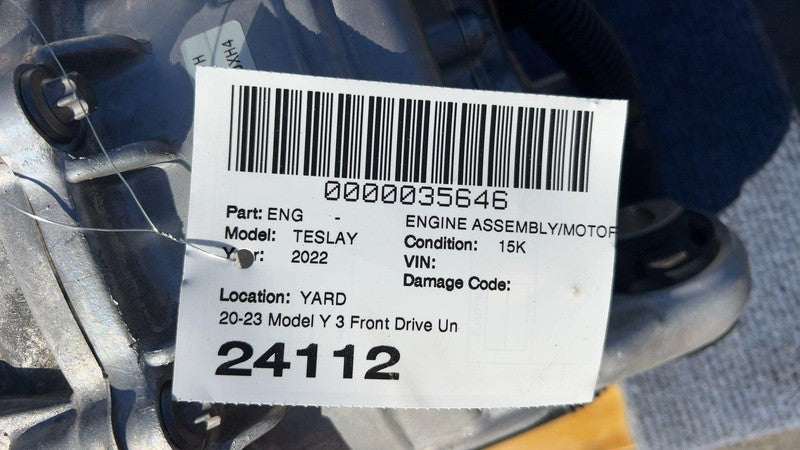 0XH4
H
0000035646
Part: ENG - ENGINE ASSEMBLY/MOTOR
Model: TESLAY Condition: 15K
Year: 2022 VIN:
Damage Code:
Location: YARD
20-23 Model Y 3 Front Drive Un
24112